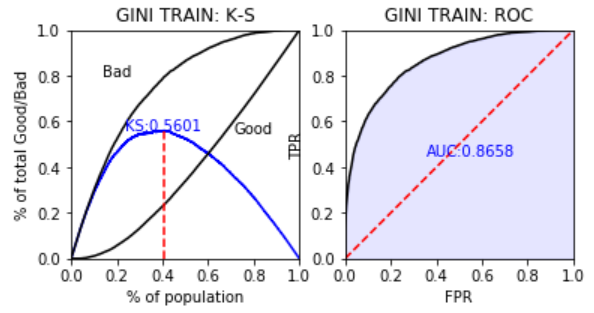 GINI TRAIN: K-S
% of total Good/Bad
1.0
0.8
0.6
0.4
0.2
0.0
Bad
KS:0.5601
Good
0.0 0.2 0.4 0.6 0.8 1.0
% of population
GINI TRAIN: ROC
TPR
1.0
0.8
0.6
0.4
0.2
0.0
AUC:0.8658
0.0 0.2 0.4 0.6 0.8 1.0
FPR